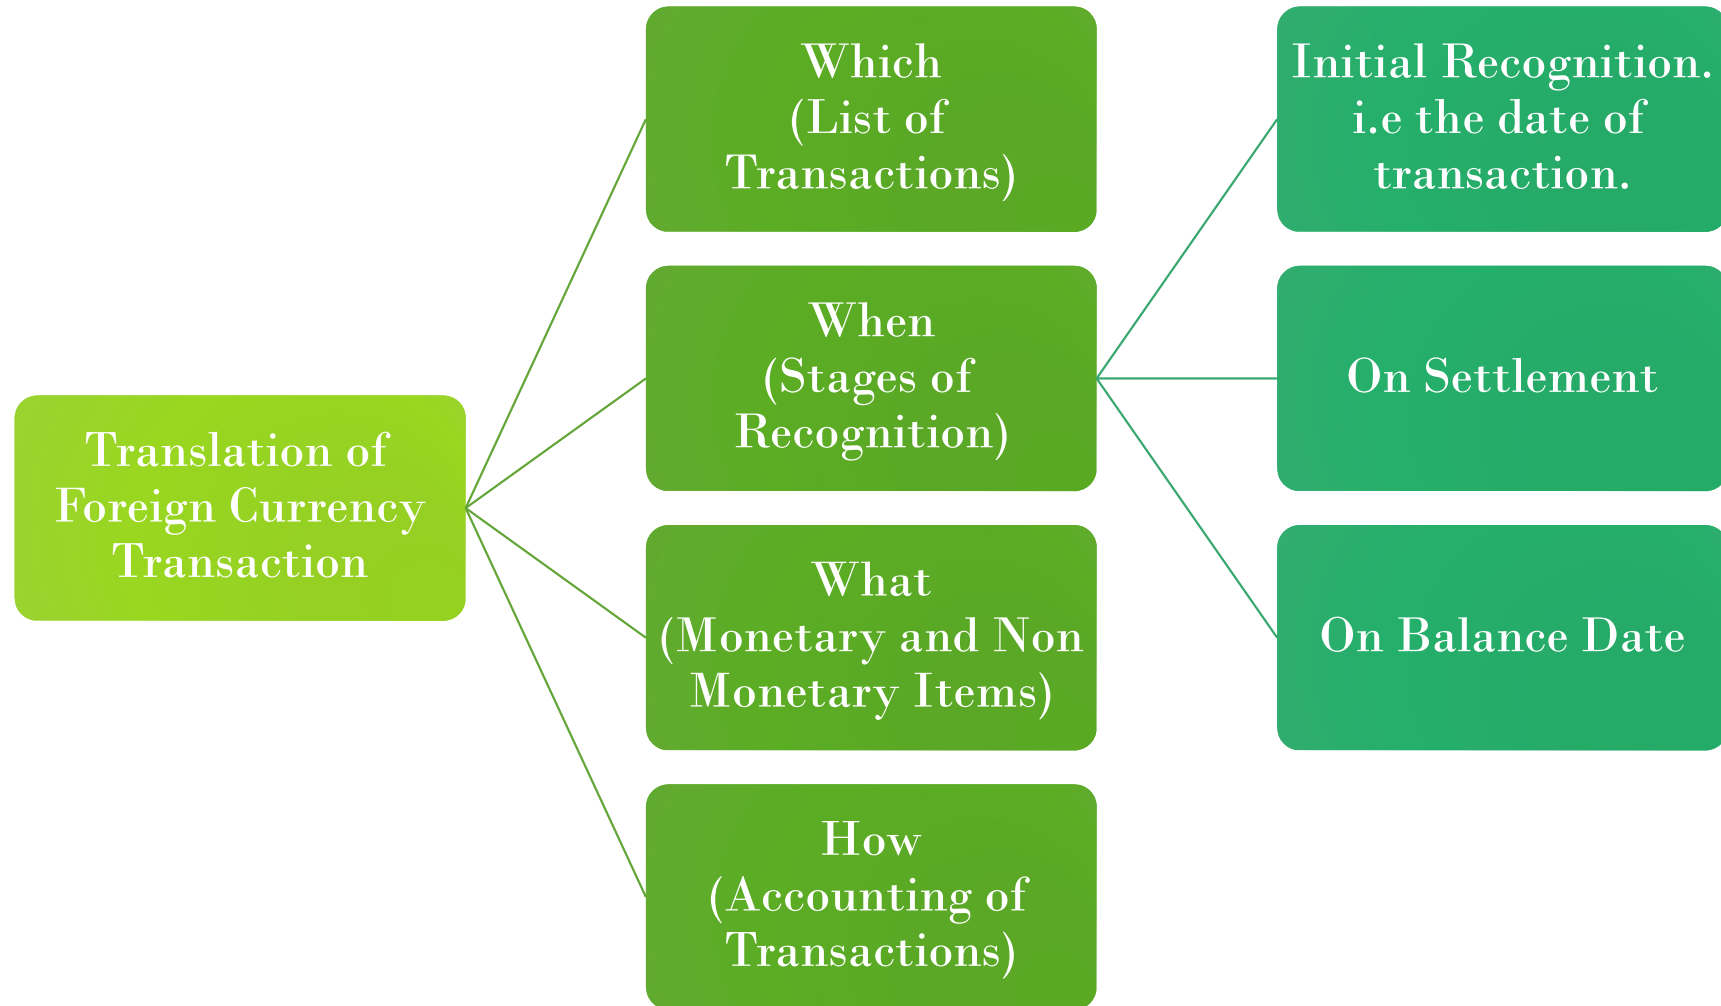 Translation of
Foreign Currency
Transaction
Which
(List of
Transactions)
When
(Stages of
Recognition)
What
(Monetary and Non
Monetary Items)
How
(Accounting of
Transactions)
Initial Recognition.
i.e the date of
transaction.
On Settlement
On Balance Date